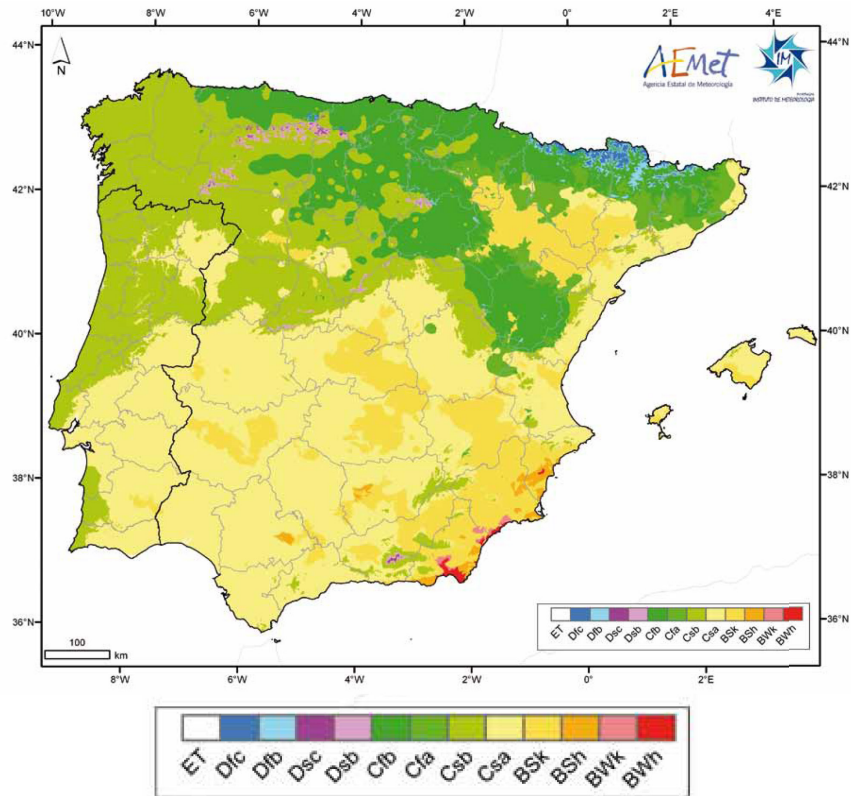 10°W 8°W 6°W 4°W 2°W 0° 2°E 4°E
44°N 44°N
N
AEMet
Agencia Estatal de Meteorología
IM
INSTITUTO DE METEOROLOGIA
42°N 42°N
40°N 40°N
38°N 38°N
36°N 36°N
ET Dfc Dfb Dsc Dsb Cfb Cfa Csb Csa BSk BSh BWk BWh
100
km
8°W 6°W 4°W 2°W 0° 2°E
ET Dfc Dfb Dsc Dsb Cfb Cfa Csb Csa BSk BSh BWk BWh